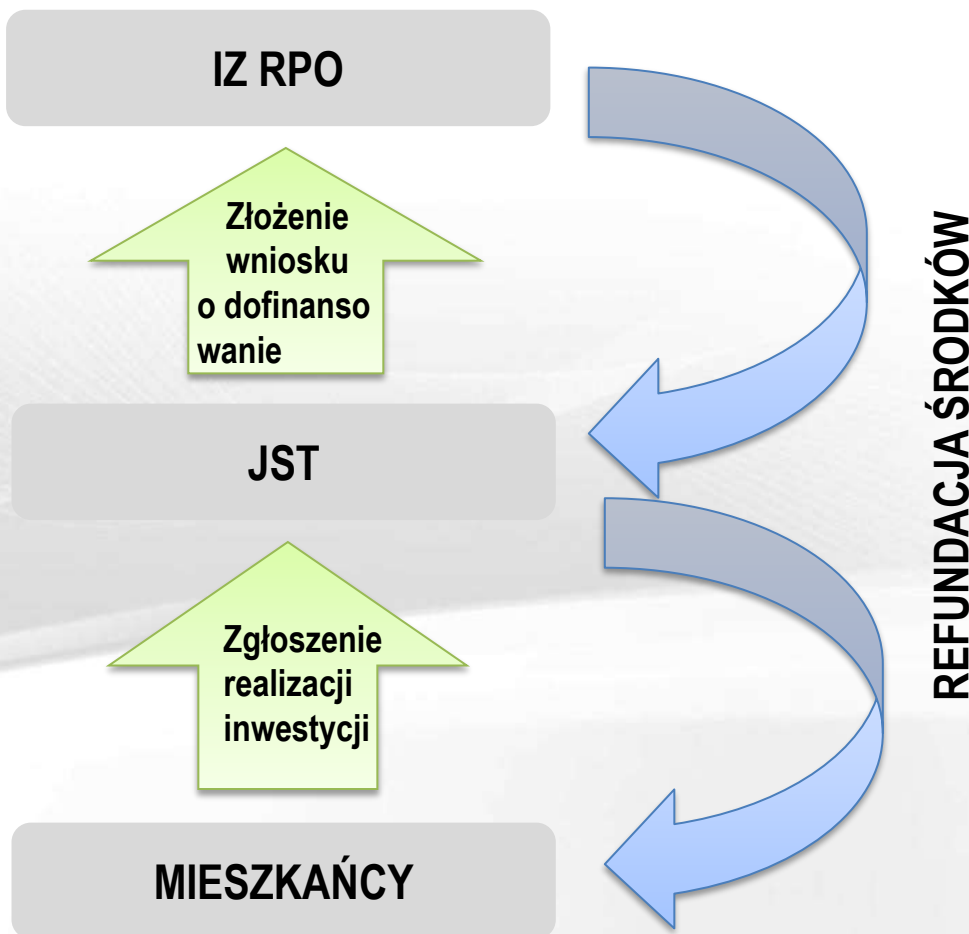 IZ RPO
Złożenie
wniosku
o dofinanso
wanie
JST
Zgłoszenie
realizacji
inwestycji
MIESZKAŃCY
REFUNDACJA ŚRODKÓW